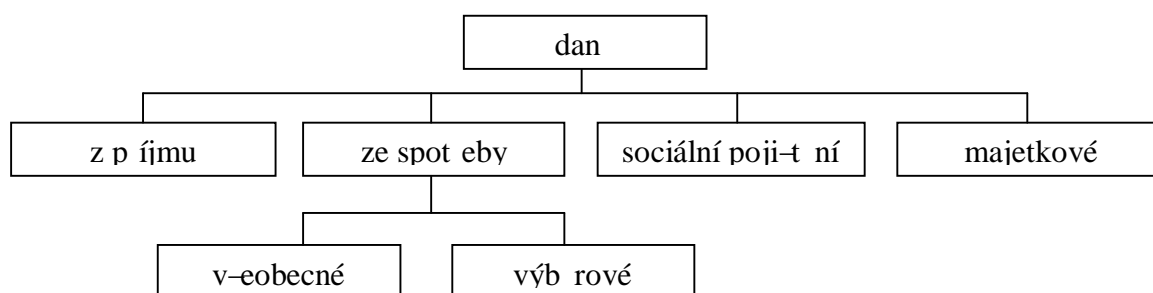 dan
z p íjmu
ze spot eby
sociální poji–t ní
majetkové
v–eobecné
výb rové